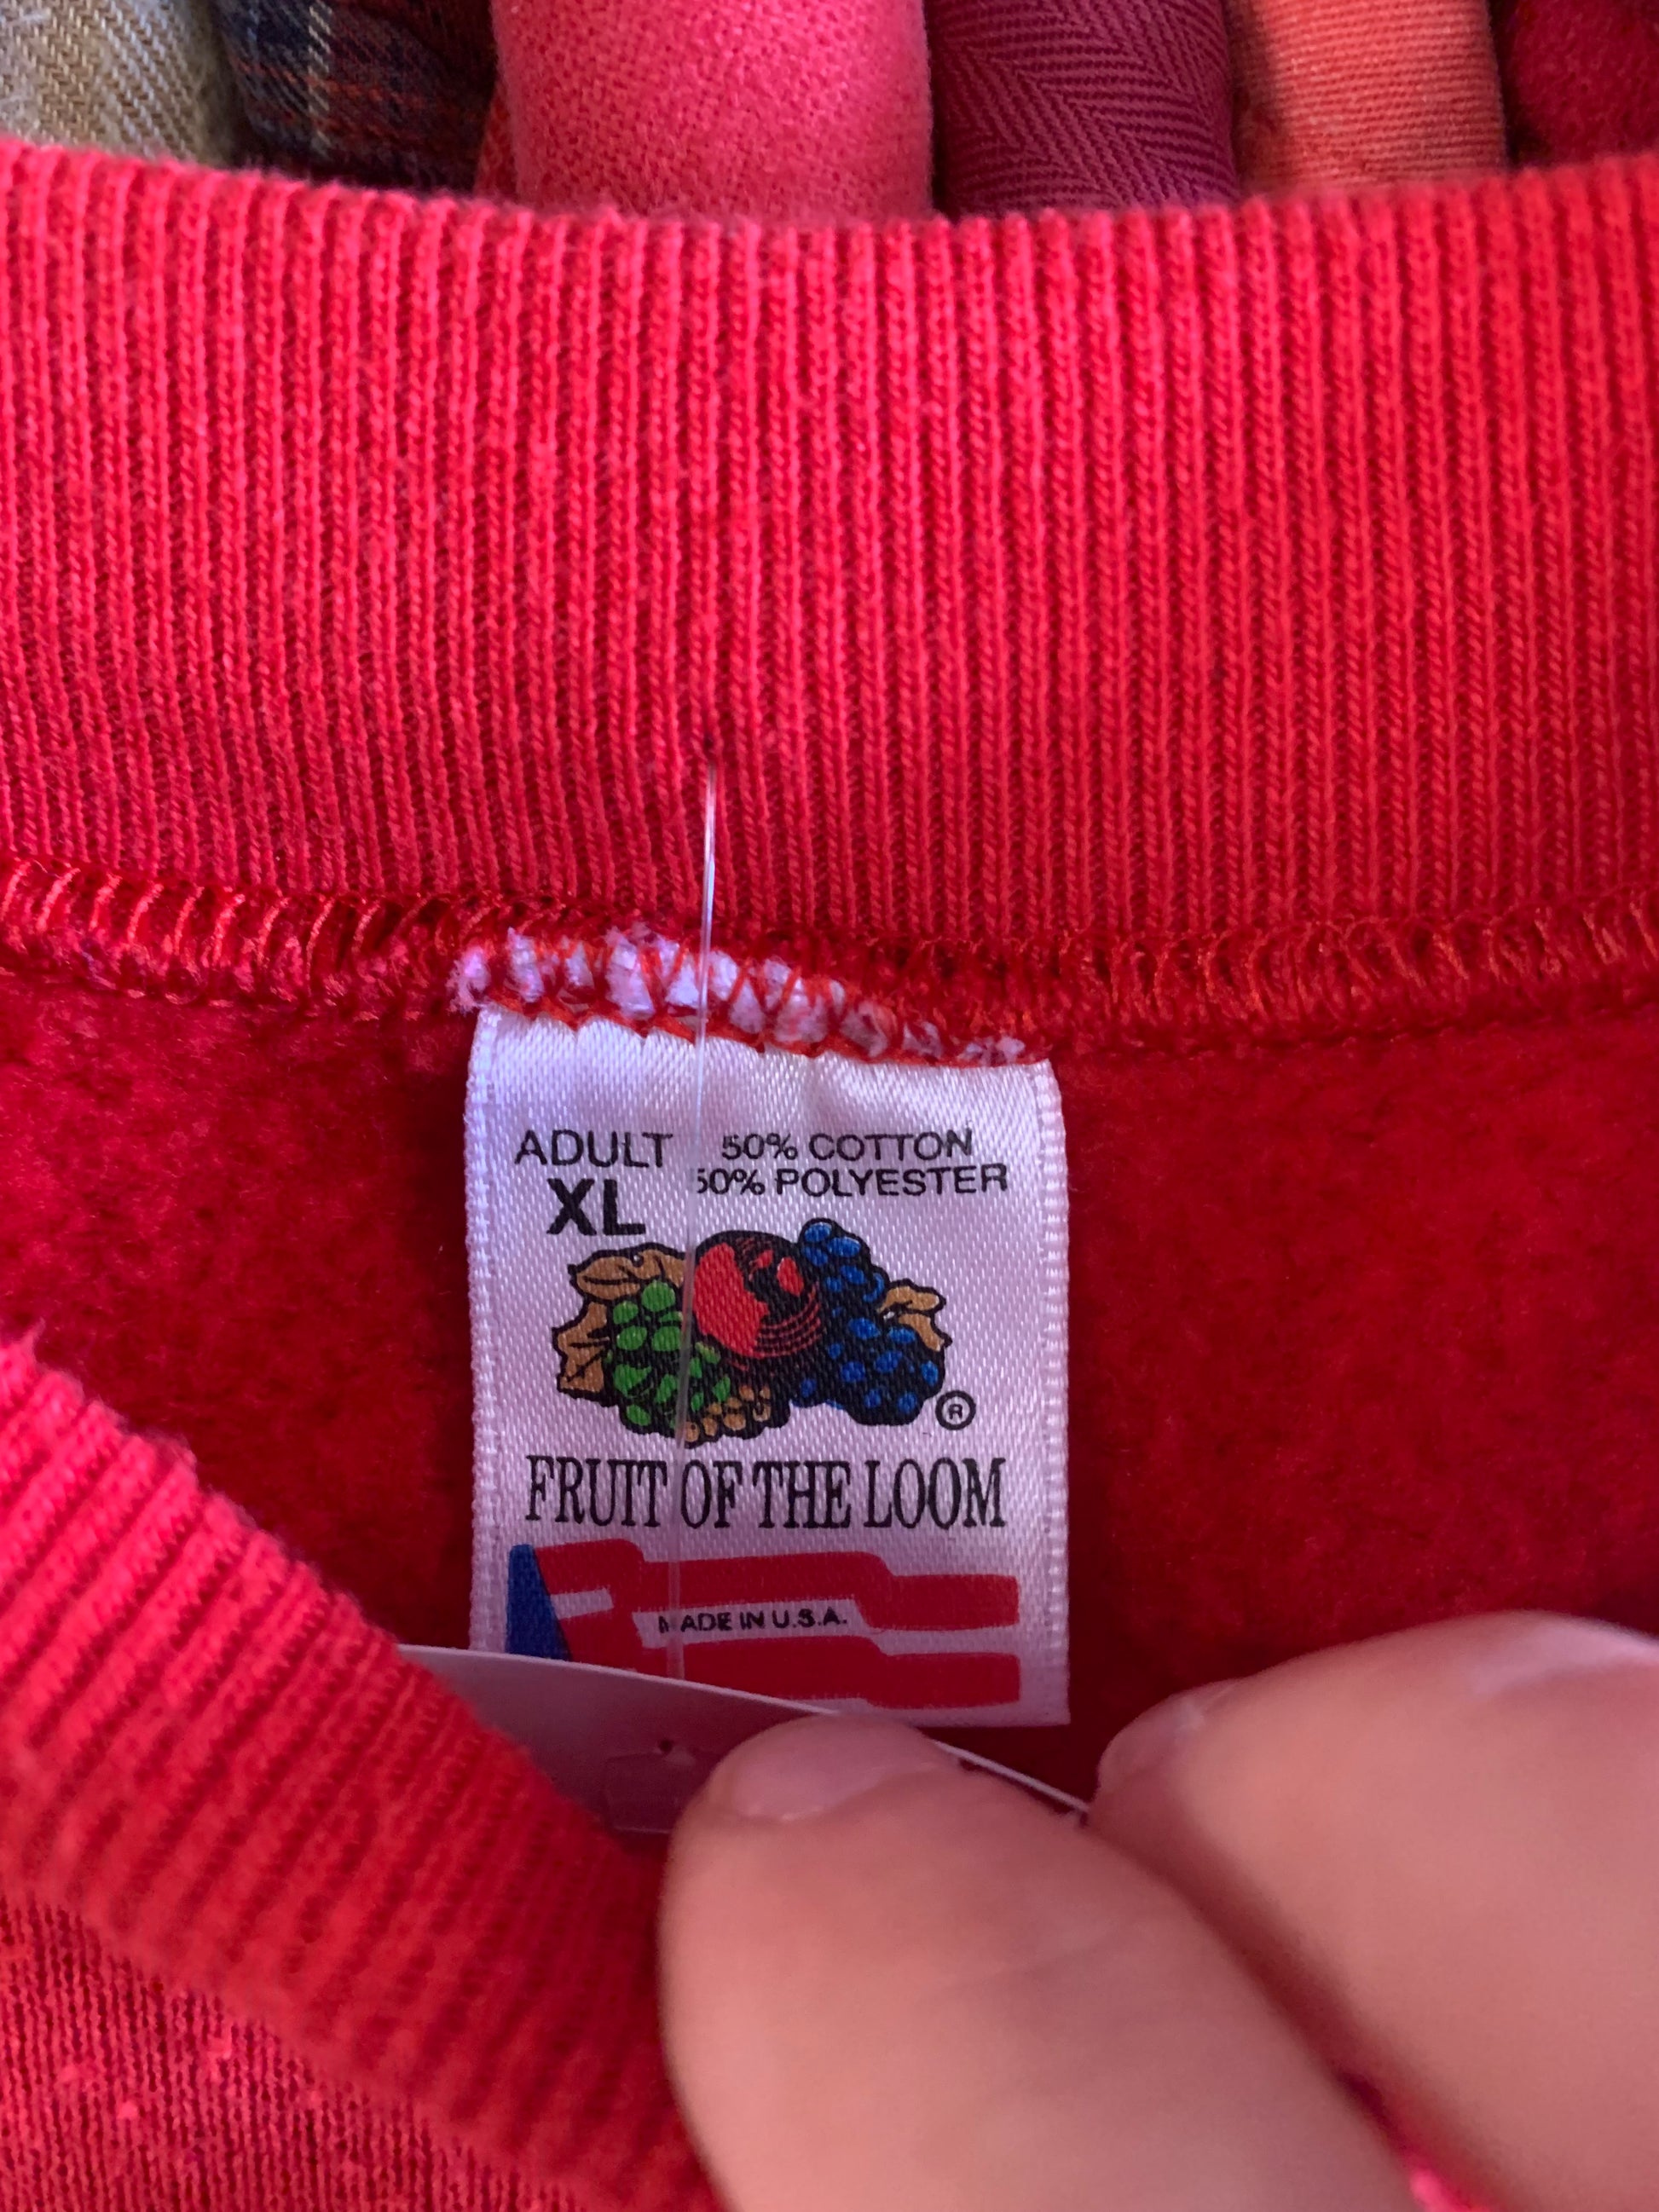 ADULT 50% COTTON
XL 50% POLYESTER
®
FRUIT OF THE LOOM
MADE IN U.S.A.